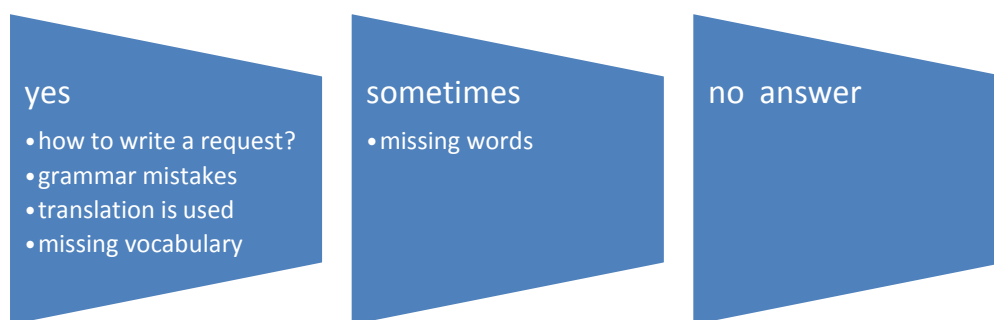 yes
•how to write a request?
•grammar mistakes
•translation is used
•missing vocabulary
sometimes
•missing words
no answer